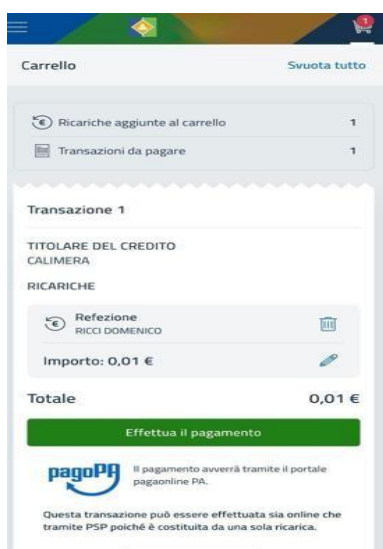 1
Carrello
Svuota tutto
Ricariche aggiunte al carrello 1
Transazioni da pagare 1
Transazione 1
TITOLARE DEL CREDITO
CALIMERA
RICARICHE
Refezione
RICCI DOMENICO
Importo: 0,01 €
Totale 0,01 €
Effettua il pagamento
pagoPA
Il pagamento avverrà tramite il portale
pagaonline PA.
Questa transazione può essere effettuata sia online che
tramite PSP poiché è costituita da una sola ricarica.